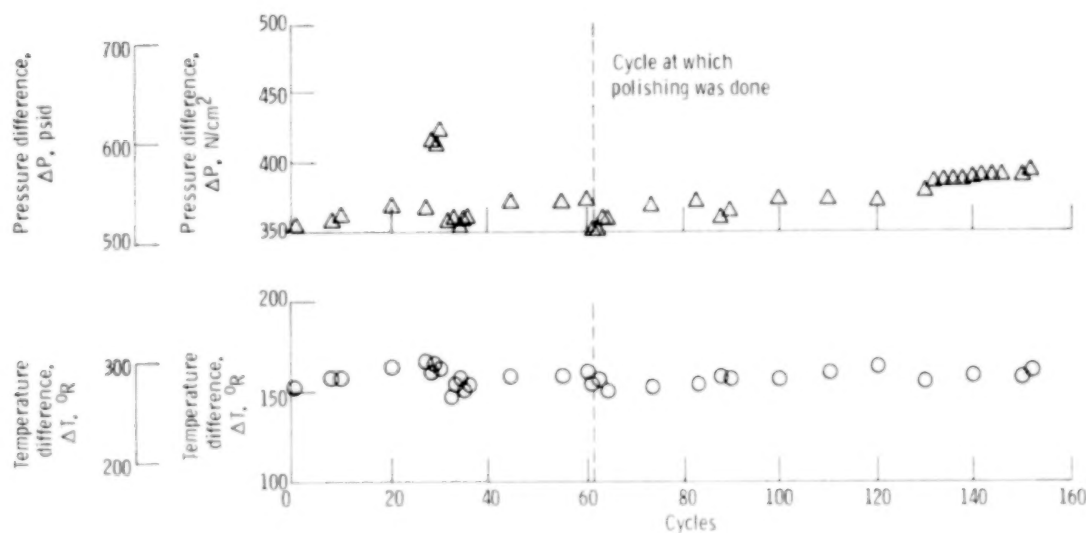 Pressure difference,
ΔP, psid
700
600
500
Pressure difference,
ΔP, N/cm²
500
450
400
350
Cycle at which
polishing was done
Temperature
difference,
ΔT, °R
300
200
Temperature
difference,
ΔT, °R
200
150
100
0
20
40
60
80
100
120
140
160
Cycles